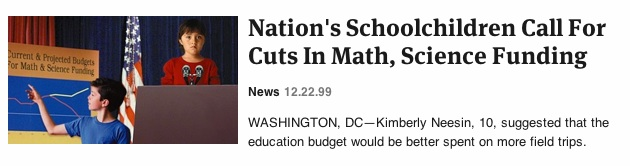 Current & Projected Budgets
For Math & Science Funding
Nation's Schoolchildren Call For
Cuts In Math, Science Funding
News 12.22.99
WASHINGTON, DC—Kimberly Neesin, 10, suggested that the
education budget would be better spent on more field trips.